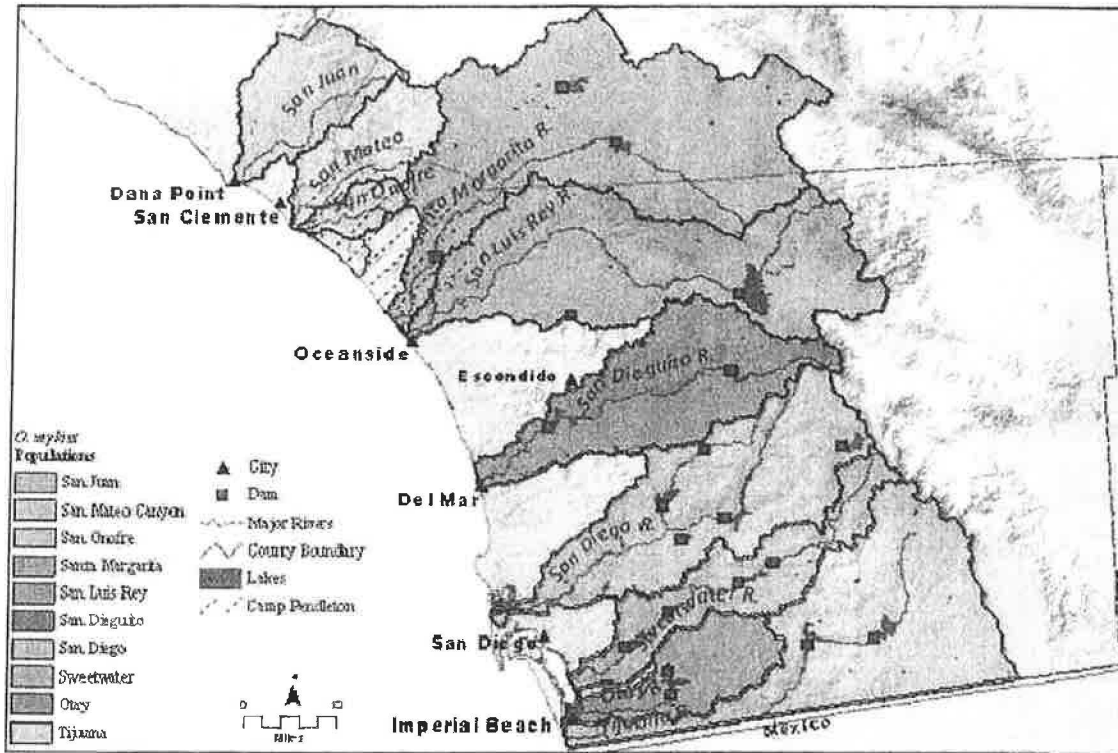 San Juan
San Mateo
San Onofre
Santa Margarita R.
San Luis Rey R.
Dana Point
San Clemente
Oceanside
Escondido
San Dieguito R.
Del Mar
San Diego R.
Sweetwater R.
San Diego
Otay
Tijuana R.
Imperial Beach
Mexico
O. mykiss
Populations
San Juan
San Mateo Canyon
San Onofre
Santa Margarita
San Luis Rey
San Dieguito
San Diego
Sweetwater
Otay
Tijuana
City
Dam
Major Rivers
County Boundary
Lakes
Camp Pendleton
Miles